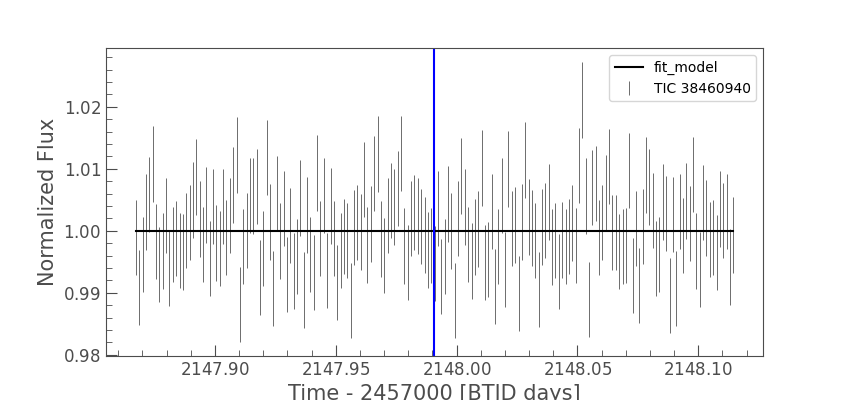 fit_model
TIC 38460940
1.02
1.01
1.00
0.99
0.98
Normalized Flux
2147.90 2147.95 2148.00 2148.05 2148.10
Time - 2457000 [BTJD days]